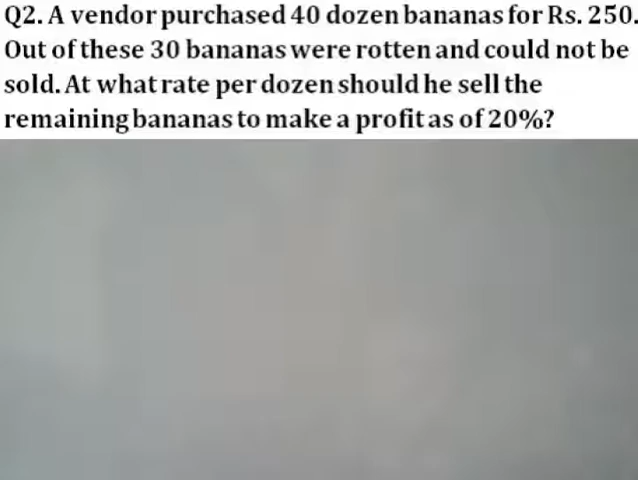 Q2. A vendor purchased 40 dozen bananas for Rs. 250.
Out of these 30 bananas were rotten and could not be
sold. At what rate per dozen should he sell the
remaining bananas to make a profit as of 20%?